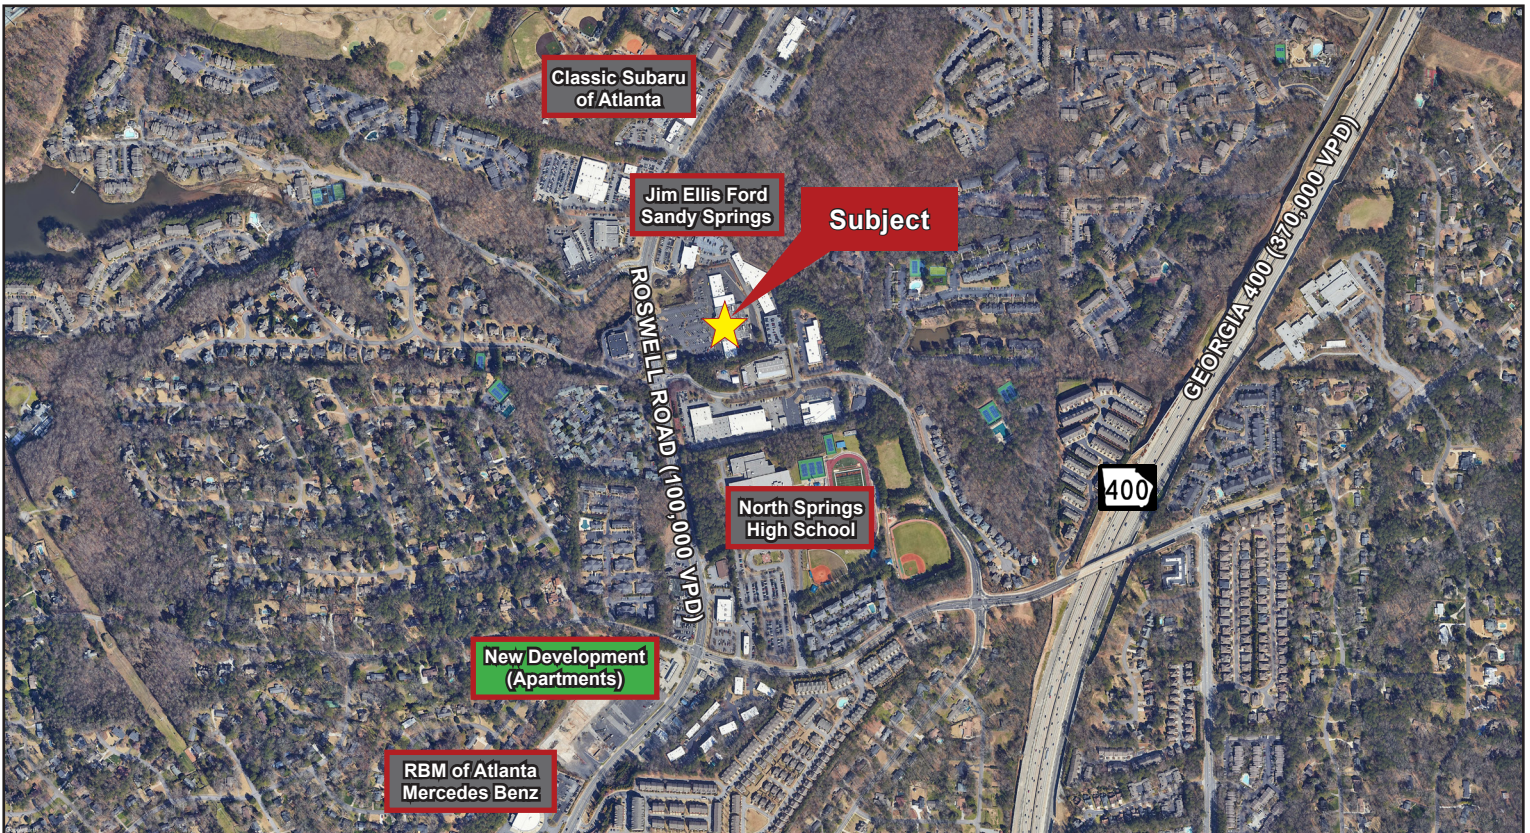 Classic Subaru
of Atlanta
Jim Ellis Ford
Sandy Springs
Subject
ROSWELL ROAD (100,000 VPD)
GEORGIA 400 (370,000 VPD)
400
North Springs
High School
New Development
(Apartments)
RBM of Atlanta
Mercedes Benz